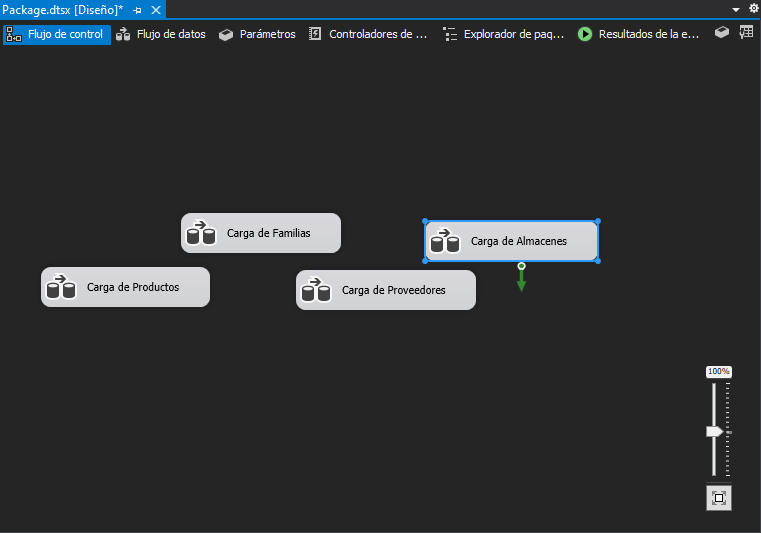 Package.dtsx [Diseño]*
Flujo de control
Flujo de datos
Parámetros
Controladores de ...
Explorador de paq...
Resultados de la e...
Carga de Familias
Carga de Almacenes
Carga de Productos
Carga de Proveedores
100%